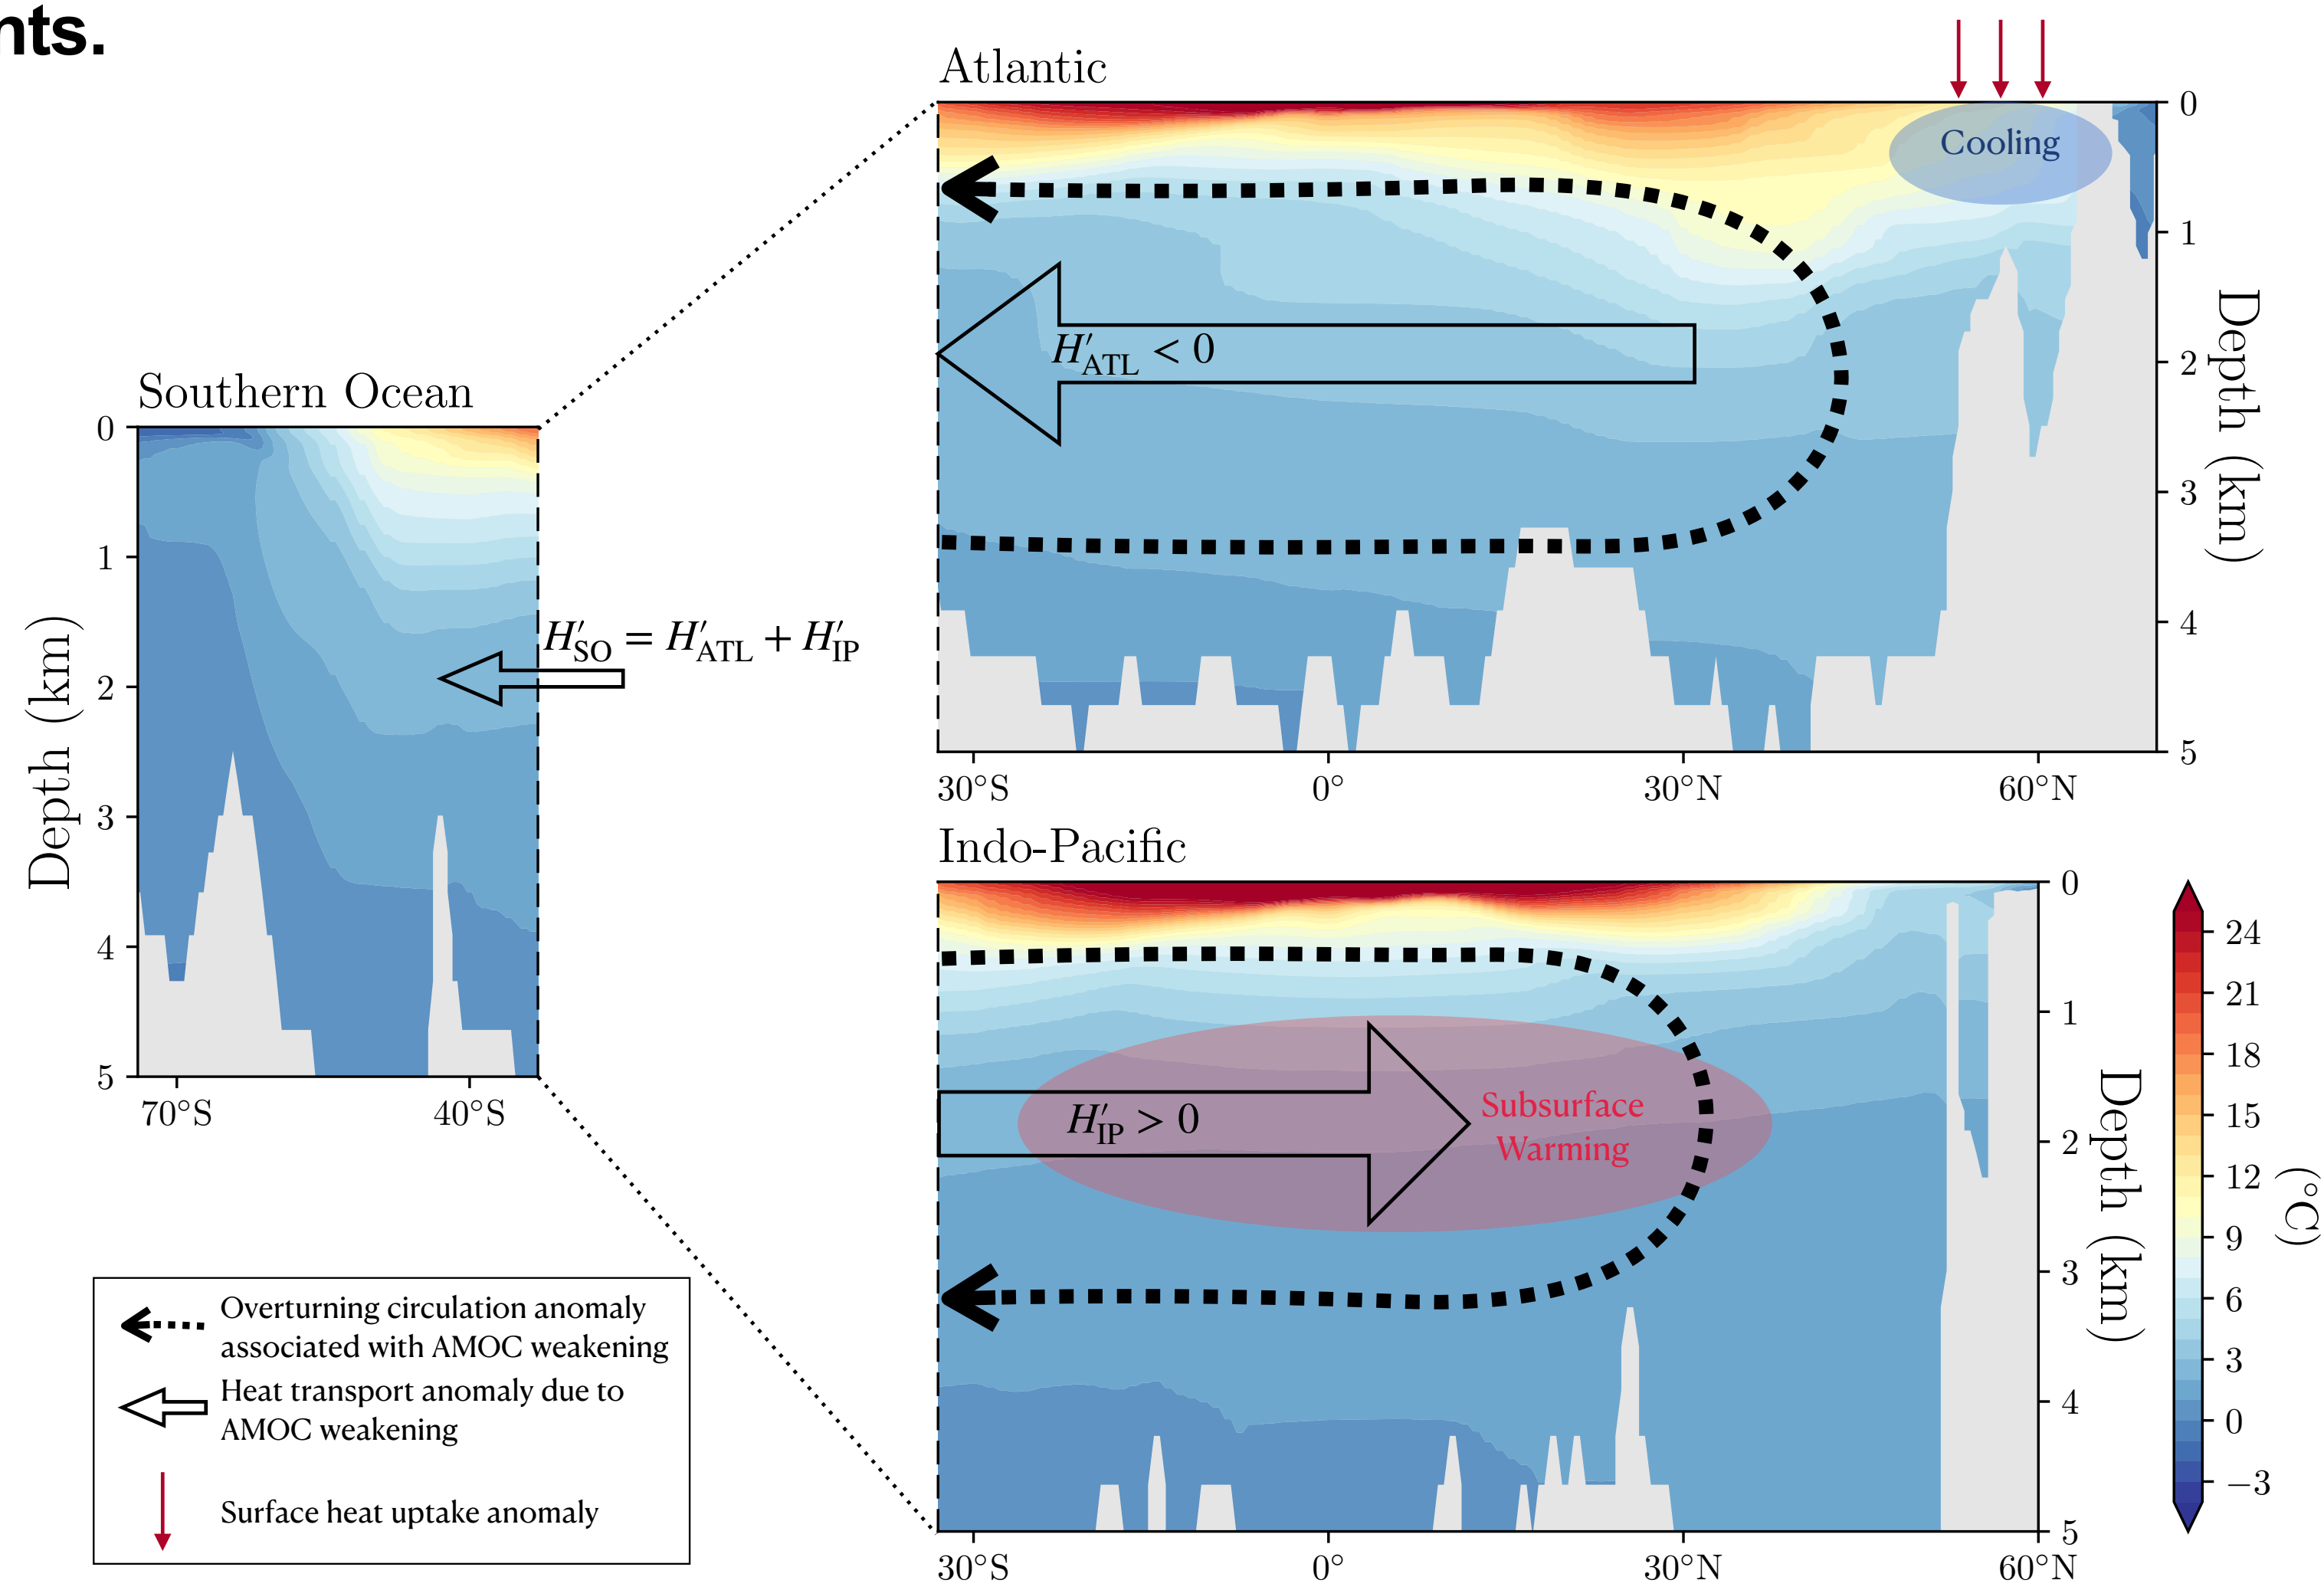 nts.
Atlantic
Cooling
0
1
2
3
4
5
Depth (km)
H′ATL < 0
30°S
0°
30°N
60°N
Southern Ocean
0
1
2
3
4
5
Depth (km)
70°S
40°S
H′SO = H′ATL + H′IP
Indo-Pacific
0
1
2
3
4
5
Depth (km)
H′IP > 0
Subsurface
Warming
30°S
0°
30°N
60°N
24
21
18
15
12
9
6
3
0
−3
(°C)
Overturning circulation anomaly
associated with AMOC weakening
Heat transport anomaly due to
AMOC weakening
Surface heat uptake anomaly